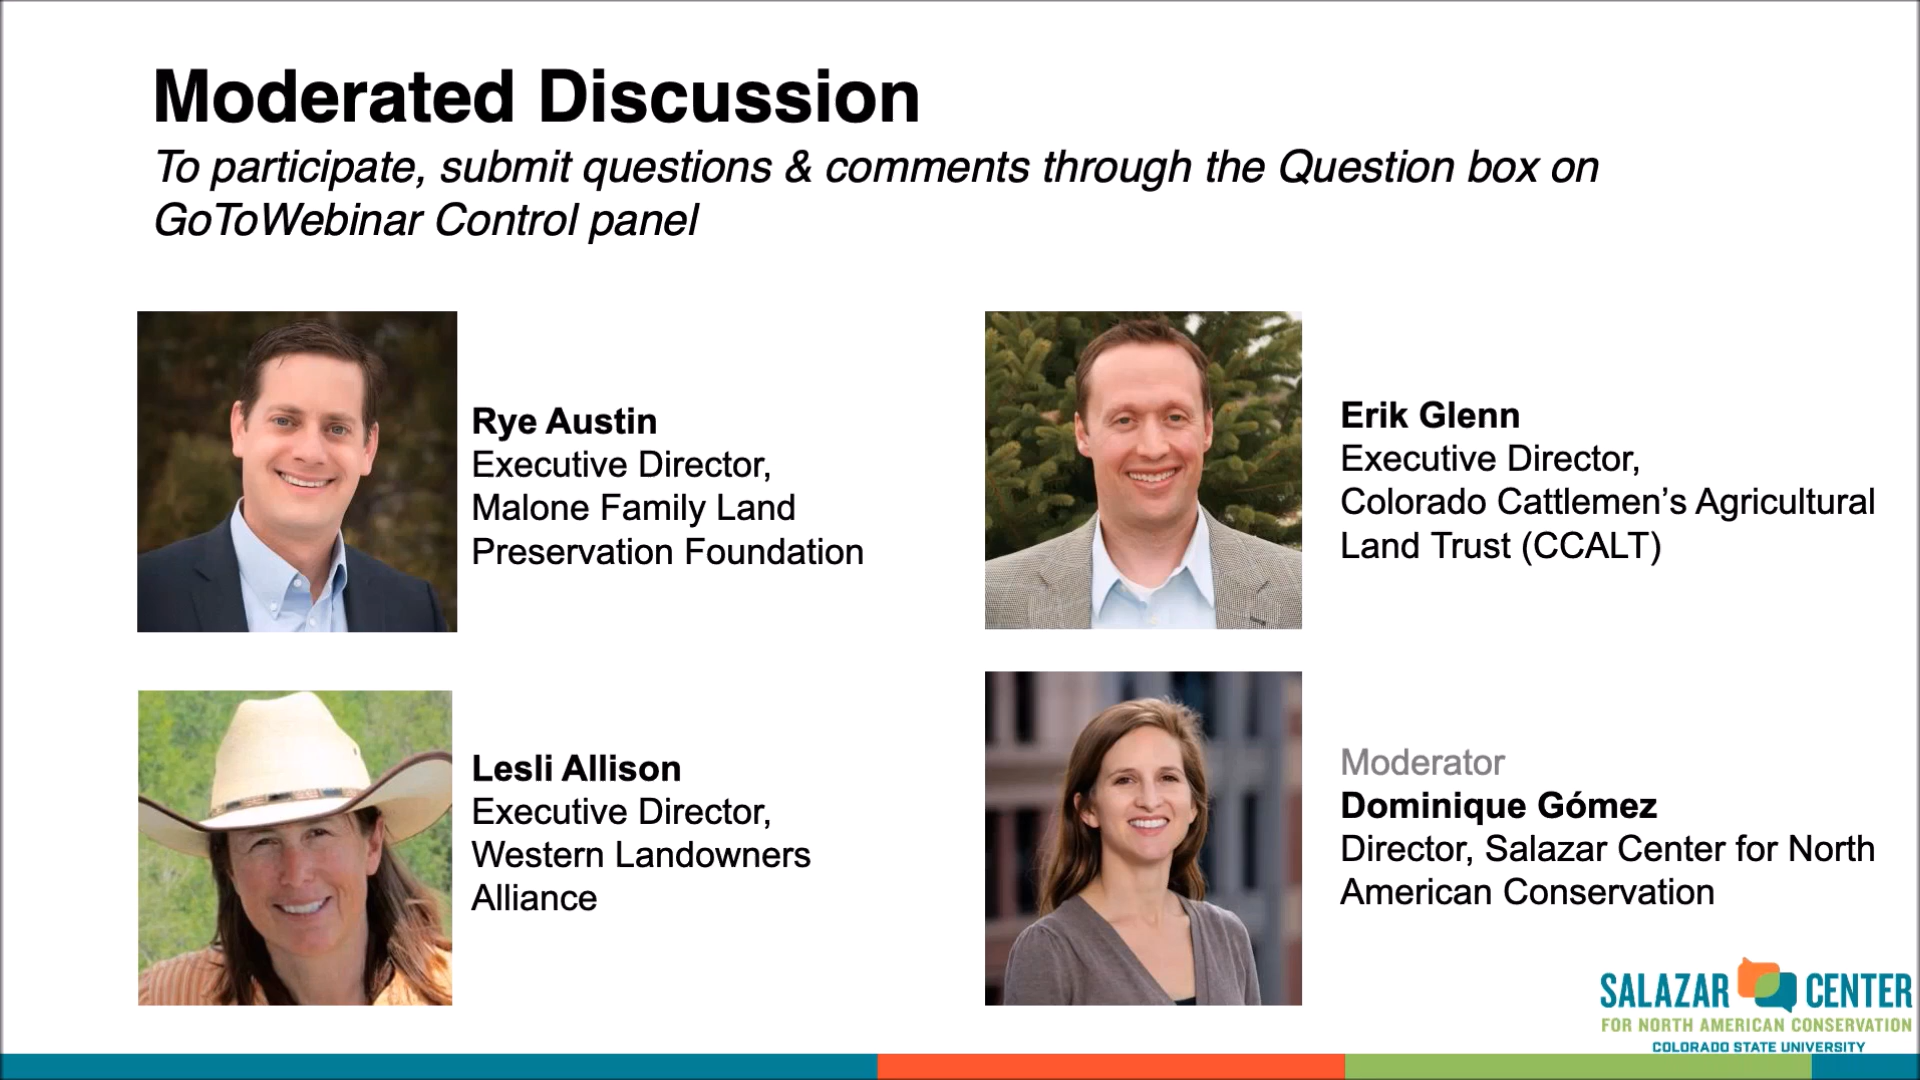 Moderated Discussion
To participate, submit questions & comments through the Question box on
GoToWebinar Control panel
Rye Austin
Executive Director,
Malone Family Land
Preservation Foundation
Erik Glenn
Executive Director,
Colorado Cattlemen’s Agricultural
Land Trust (CCALT)
Lesli Allison
Executive Director,
Western Landowners
Alliance
Moderator
Dominique Gómez
Director, Salazar Center for North
American Conservation
SALAZAR CENTER
FOR NORTH AMERICAN CONSERVATION
COLORADO STATE UNIVERSITY